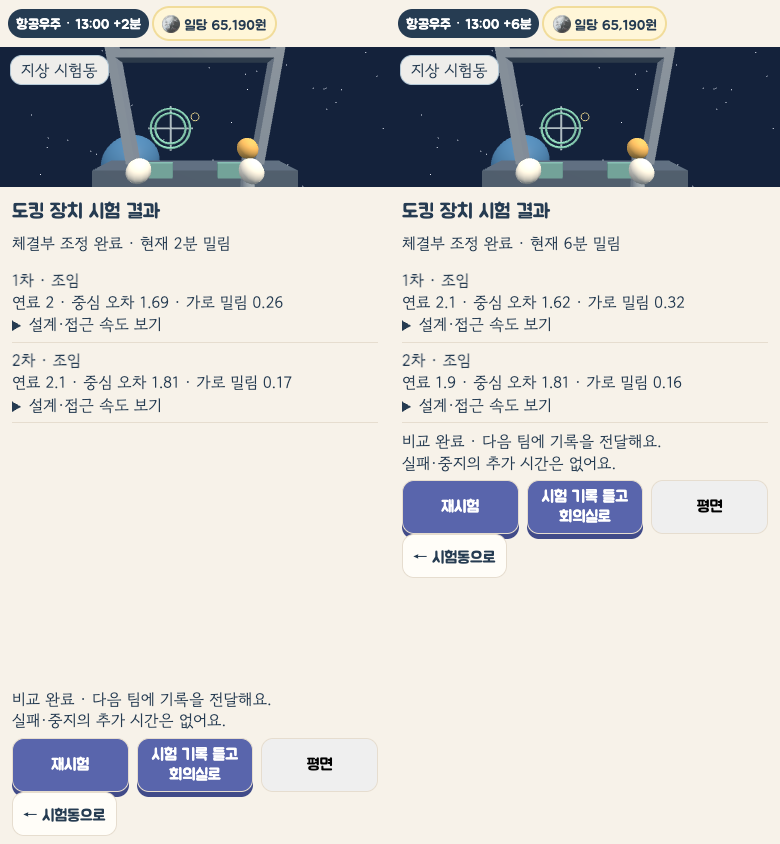 항공우주 · 13:00 +2분
일당 65,190원
지상 시험동
도킹 장치 시험 결과
체결부 조정 완료 · 현재 2분 밀림
1차 · 조임
연료 2 · 중심 오차 1.69 · 가로 밀림 0.26
▶ 설계·접근 속도 보기
2차 · 조임
연료 2.1 · 중심 오차 1.81 · 가로 밀림 0.17
▶ 설계·접근 속도 보기
비교 완료 · 다음 팀에 기록을 전달해요.
실패·중지의 추가 시간은 없어요.
재시험
시험 기록 들고
회의실로
평면
← 시험동으로
항공우주 · 13:00 +6분
일당 65,190원
지상 시험동
도킹 장치 시험 결과
체결부 조정 완료 · 현재 6분 밀림
1차 · 조임
연료 2.1 · 중심 오차 1.62 · 가로 밀림 0.32
▶ 설계·접근 속도 보기
2차 · 조임
연료 1.9 · 중심 오차 1.81 · 가로 밀림 0.16
▶ 설계·접근 속도 보기
비교 완료 · 다음 팀에 기록을 전달해요.
실패·중지의 추가 시간은 없어요.
재시험
시험 기록 들고
회의실로
평면
← 시험동으로